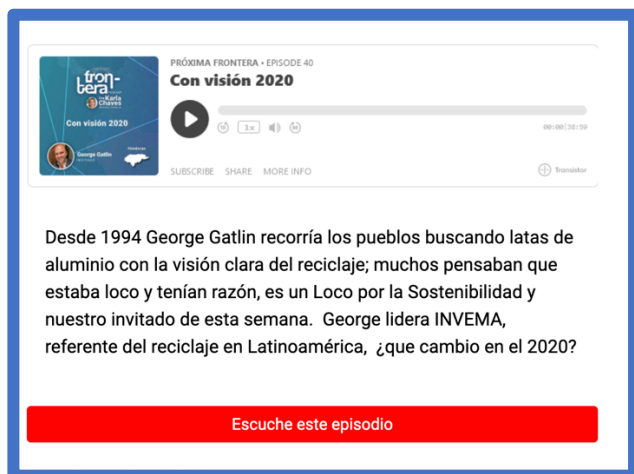 PRÓXIMA FRONTERA • EPISODE 40
Con visión 2020
fron-
tera
Karla
Chaves
Con visión 2020
George Gatlin
1x
00:00|38:59
SUBSCRIBE SHARE MORE INFO
Transistor
Desde 1994 George Gatlin recorría los pueblos buscando latas de
aluminio con la visión clara del reciclaje; muchos pensaban que
estaba loco y tenían razón, es un Loco por la Sostenibilidad y
nuestro invitado de esta semana.  George lidera INVEMA,
referente del reciclaje en Latinoamérica,  ¿que cambio en el 2020?
Escuche este episodio